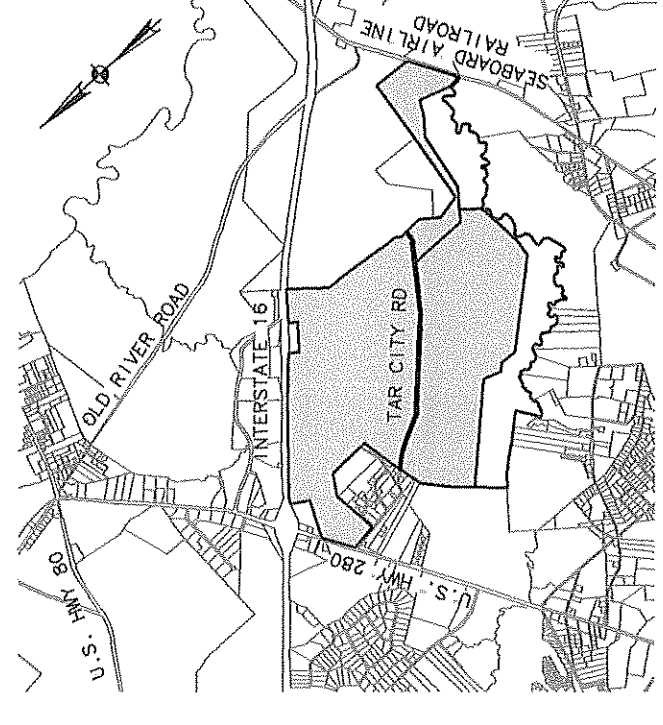 SEABOARD AIRLINE
RAILROAD
OLD RIVER ROAD
INTERSTATE 16
TAR CITY RD
U.S. HWY 80
U.S. HWY. 280